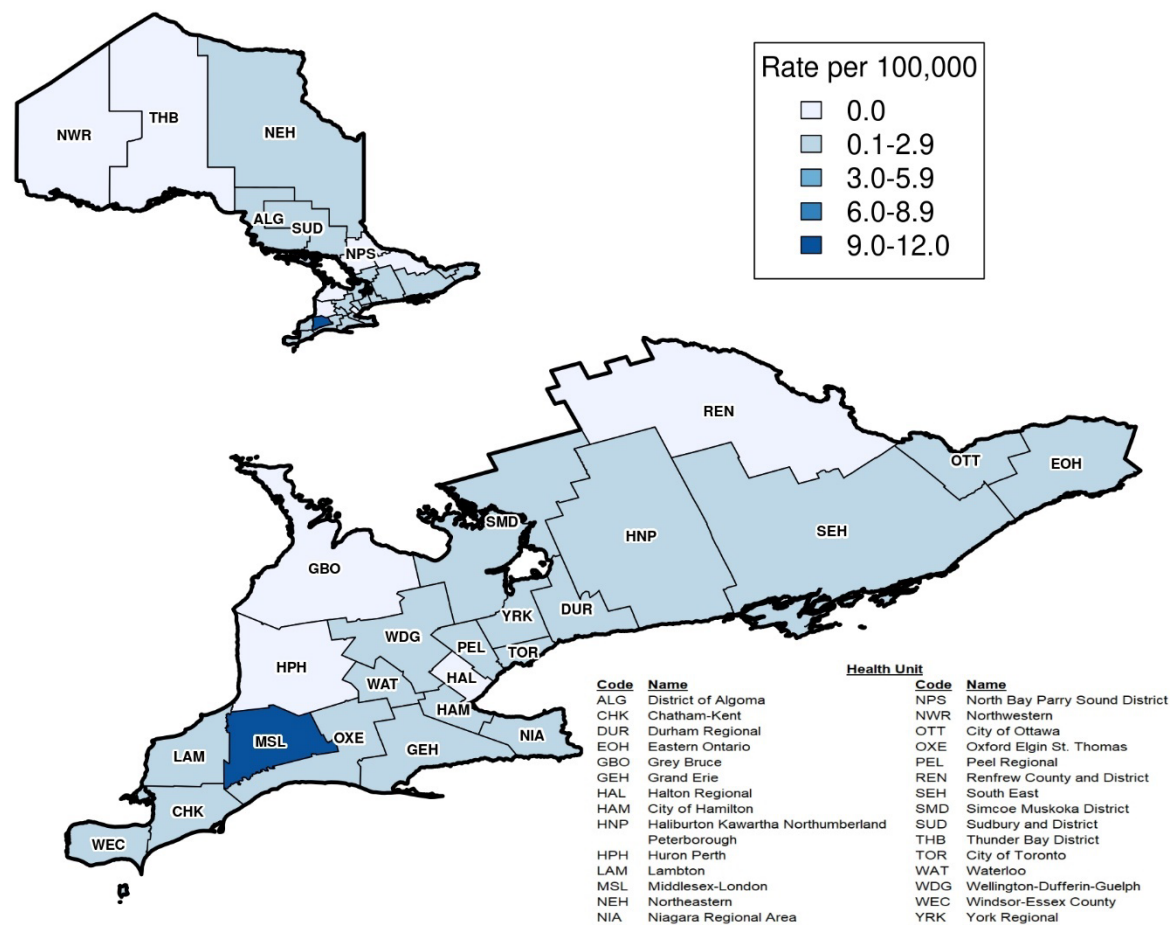 Rate per 100,000
0.0
0.1-2.9
3.0-5.9
6.0-8.9
9.0-12.0
NWR
THB
NEH
ALG
SUD
NPS
REN
OTT
EOH
SMD
HNP
SEH
GBO
YRK
DUR
WDG
PEL
TOR
HPH
WAT
HAL
HAM
MSL
OXE
GEH
NIA
LAM
CHK
WEC
Health Unit
Code Name
ALG District of Algoma
CHK Chatham-Kent
DUR Durham Regional
EOH Eastern Ontario
GBO Grey Bruce
GEH Grand Erie
HAL Halton Regional
HAM City of Hamilton
HNP Haliburton Kawartha Northumberland
Peterborough
HPH Huron Perth
LAM Lambton
MSL Middlesex-London
NEH Northeastern
NIA Niagara Regional Area
Code Name
NPS North Bay Parry Sound District
NWR Northwestern
OTT City of Ottawa
OXE Oxford Elgin St. Thomas
PEL Peel Regional
REN Renfrew County and District
SEH South East
SMD Simcoe Muskoka District
SUD Sudbury and District
THB Thunder Bay District
TOR City of Toronto
WAT Waterloo
WDG Wellington-Dufferin-Guelph
WEC Windsor-Essex County
YRK York Regional